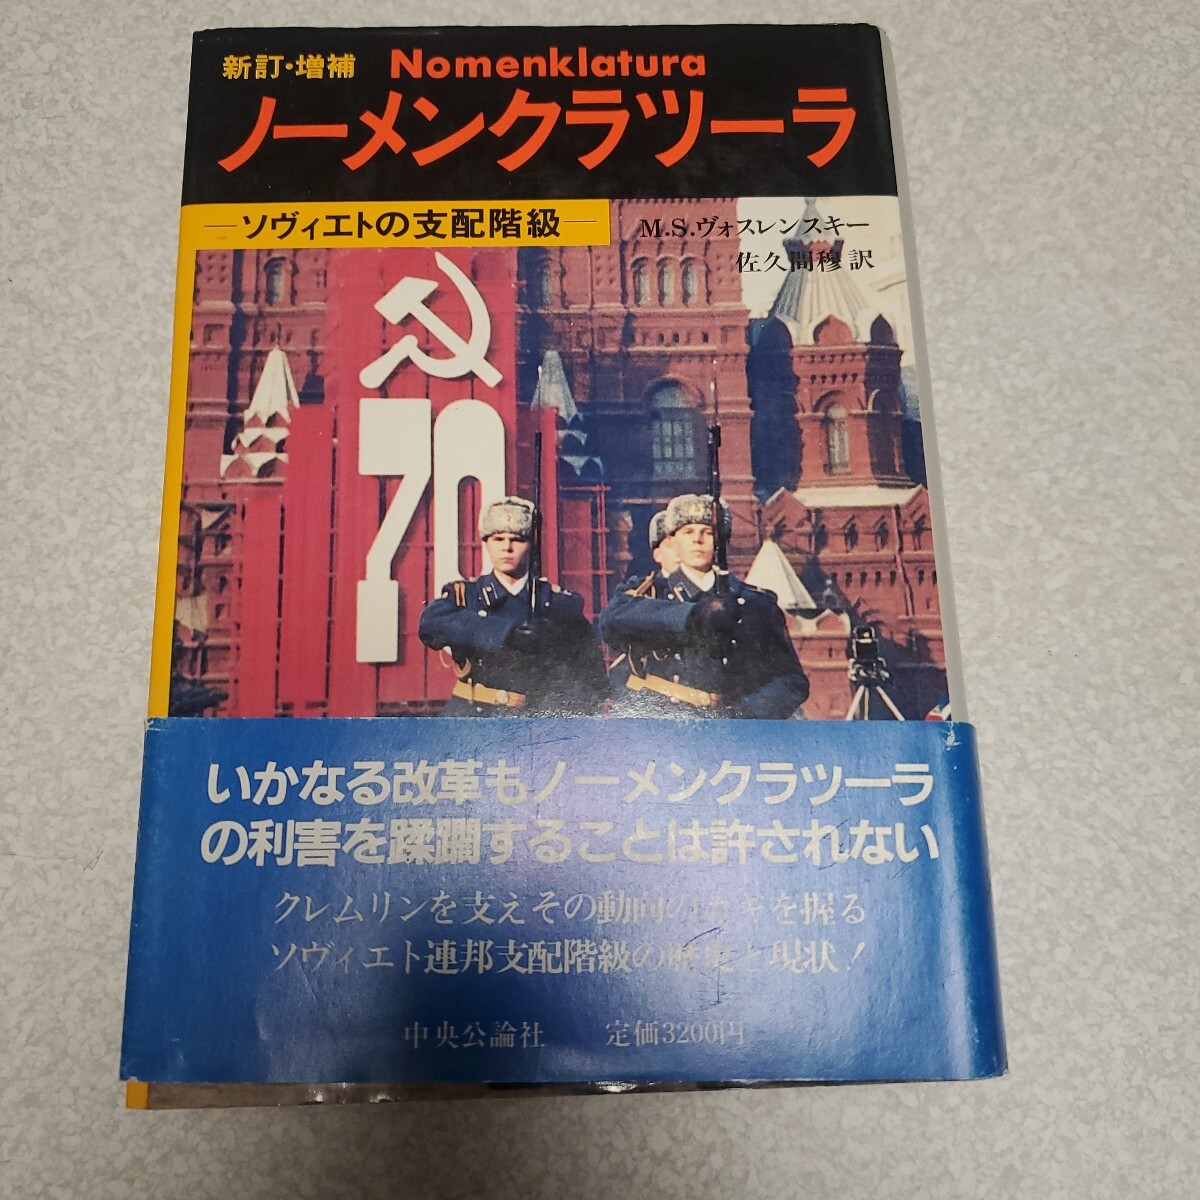 新訂・増補 Nomenklatura
ノーメンクラツーラ
―ソヴィエトの支配階級―
M.S.ヴォスレンスキー
佐久間穆訳
70
いかなる改革もノーメンクラツーラ
の利害を蹂躙することは許されない
クレムリンを支えその動向のカギを握る
ソヴィエト連邦支配階級の歴史と現状!
中央公論社 定価3200円